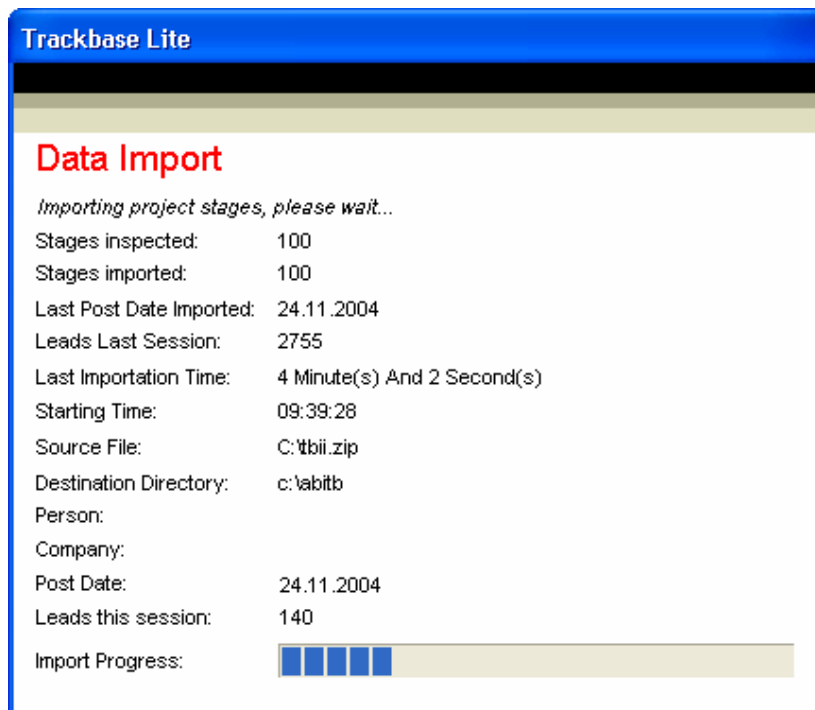 Trackbase Lite
Data Import
Importing project stages, please wait...
Stages inspected: 100
Stages imported: 100
Last Post Date Imported: 24.11.2004
Leads Last Session: 2755
Last Importation Time: 4 Minute(s) And 2 Second(s)
Starting Time: 09:39:28
Source File: C:\tbii.zip
Destination Directory: c:\abitb
Person:
Company:
Post Date: 24.11.2004
Leads this session: 140
Import Progress: